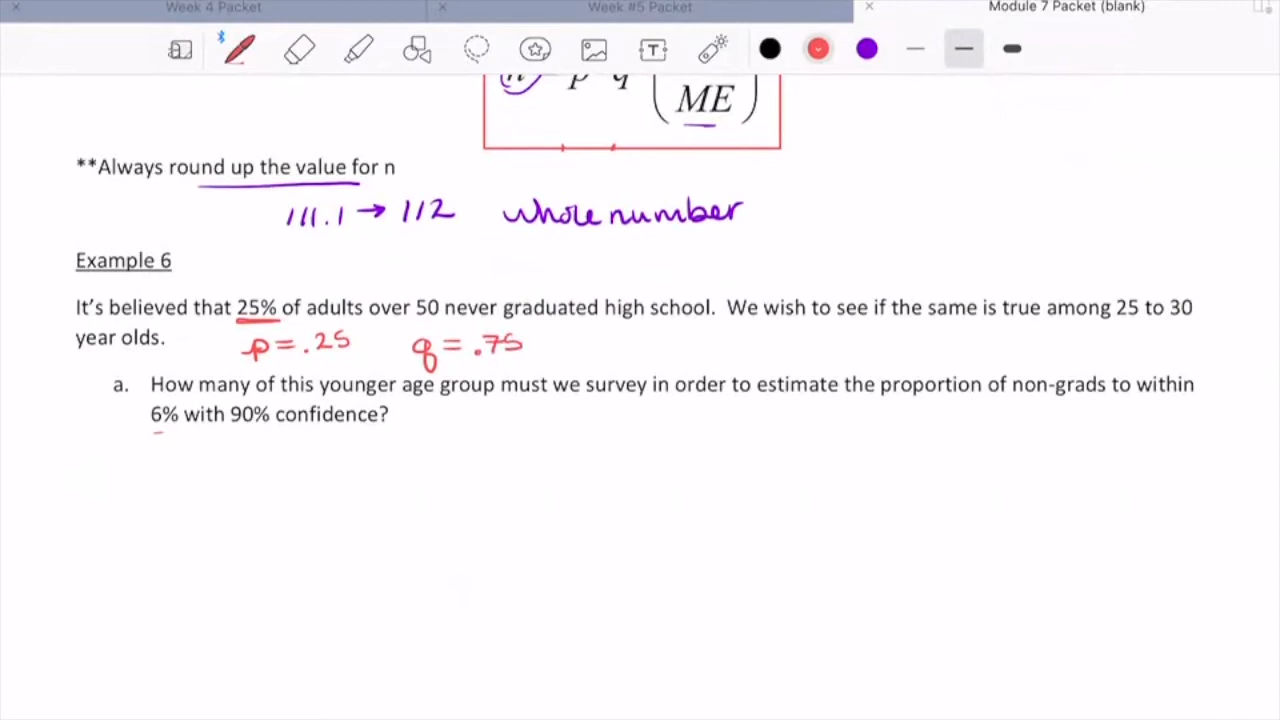 Week 4 Packet
Week #5 Packet
Module 7 Packet (blank)
ME
**Always round up the value for n
111.1 → 112 whole number
Example 6
It's believed that 25% of adults over 50 never graduated high school. We wish to see if the same is true among 25 to 30
year olds.
p = .25 q = .75
a. How many of this younger age group must we survey in order to estimate the proportion of non-grads to within
6% with 90% confidence?